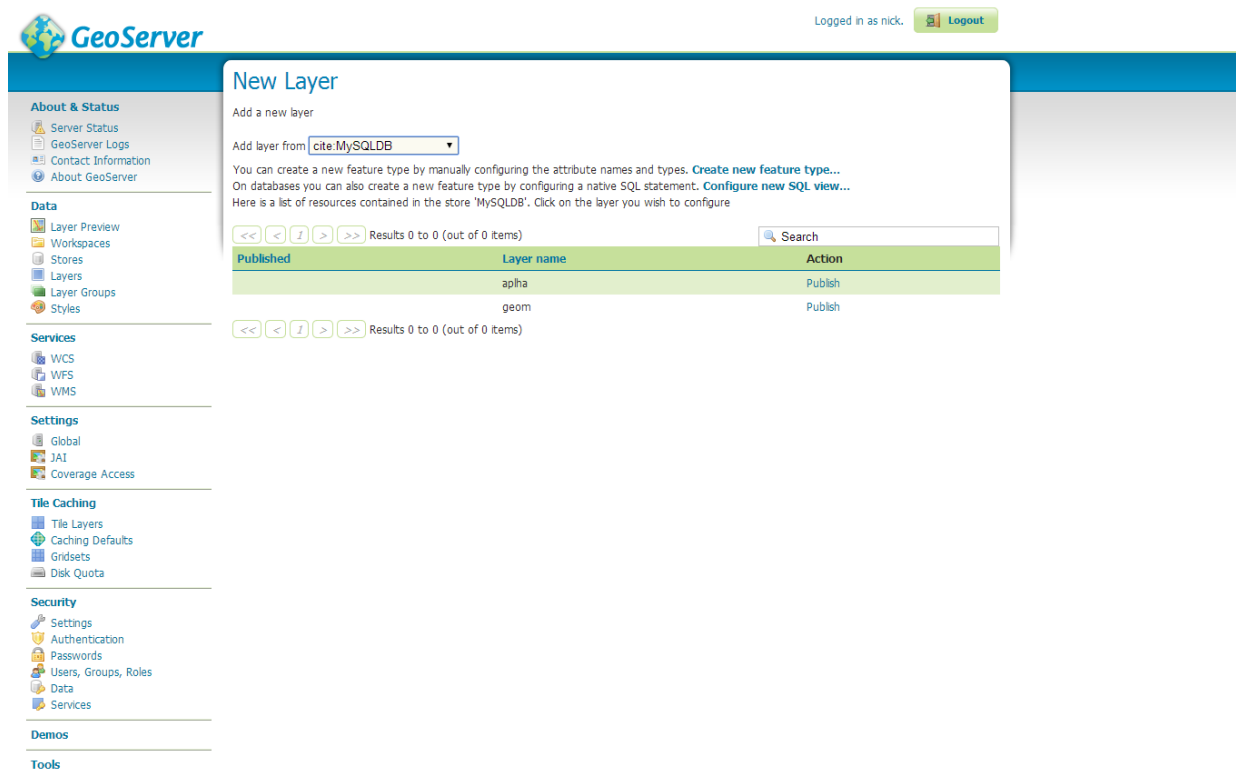 GeoServer
Logged in as nick.
Logout
New Layer
Add a new layer
Add layer from cite:MySQLDB
You can create a new feature type by manually configuring the attribute names and types. Create new feature type...
On databases you can also create a new feature type by configuring a native SQL statement. Configure new SQL view...
Here is a list of resources contained in the store 'MySQLDB'. Click on the layer you wish to configure
<< < 1 > >> Results 0 to 0 (out of 0 items)
Search
Published Layer name Action
aplha Publish
geom Publish
<< < 1 > >> Results 0 to 0 (out of 0 items)
About & Status
Server Status
GeoServer Logs
Contact Information
About GeoServer
Data
Layer Preview
Workspaces
Stores
Layers
Layer Groups
Styles
Services
WCS
WFS
WMS
Settings
Global
JAI
Coverage Access
Tile Caching
Tile Layers
Caching Defaults
Gridsets
Disk Quota
Security
Settings
Authentication
Passwords
Users, Groups, Roles
Data
Services
Demos
Tools